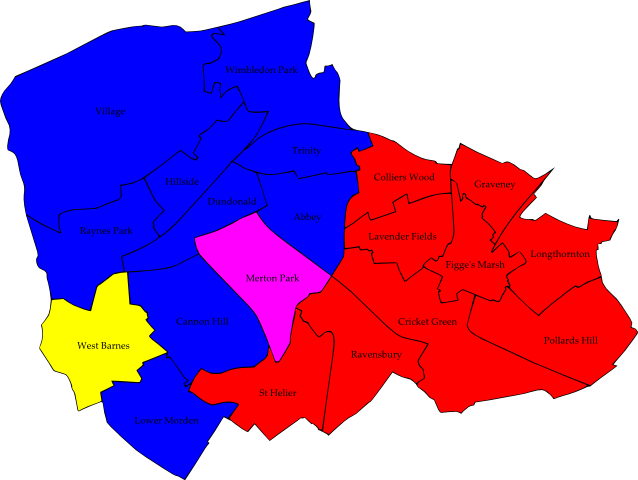 Wimbledon Park
Village
Trinity
Hillside
Colliers Wood
Graveney
Dundonald
Abbey
Raynes Park
Lavender Fields
Longthornton
Figge's Marsh
Merton Park
Cannon Hill
Cricket Green
West Barnes
Pollards Hill
Ravensbury
St Helier
Lower Morden